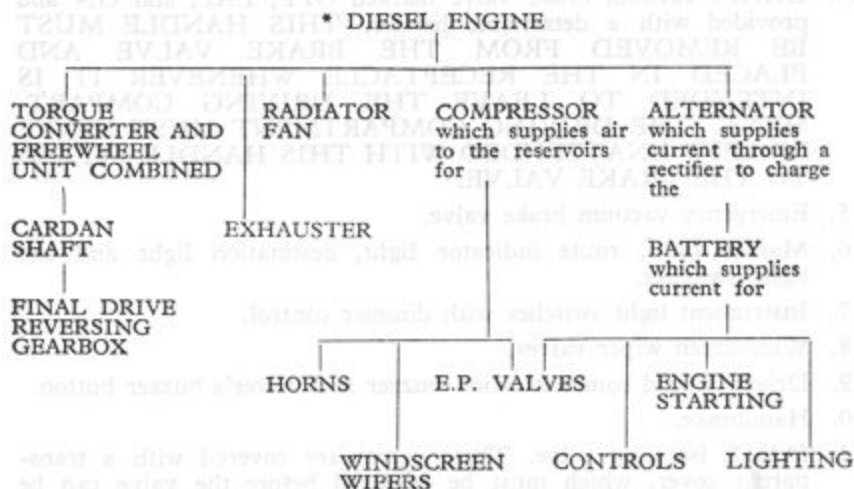 * DIESEL ENGINE
TORQUE
CONVERTER AND
FREEWHEEL
UNIT COMBINED
RADIATOR
FAN
COMPRESSOR
which supplies air
to the reservoirs
for
ALTERNATOR
which supplies
current through a
rectifier to charge
the
CARDAN
SHAFT
EXHAUSTER
BATTERY
which supplies
current for
FINAL DRIVE
REVERSING
GEARBOX
HORNS
E.P. VALVES
ENGINE
STARTING
WINDSCREEN
WIPERS
CONTROLS
LIGHTING